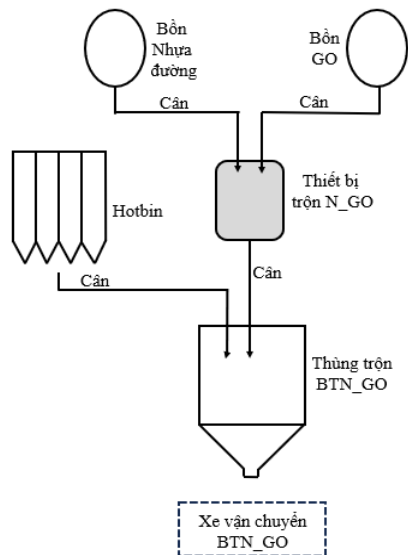 Bồn
Nhựa
đường
Bồn
GO
Cân
Cân
Thiết bị
trộn N_GO
Hotbin
Cân
Cân
Thùng trộn
BTN_GO
Xe vận chuyển
BTN_GO